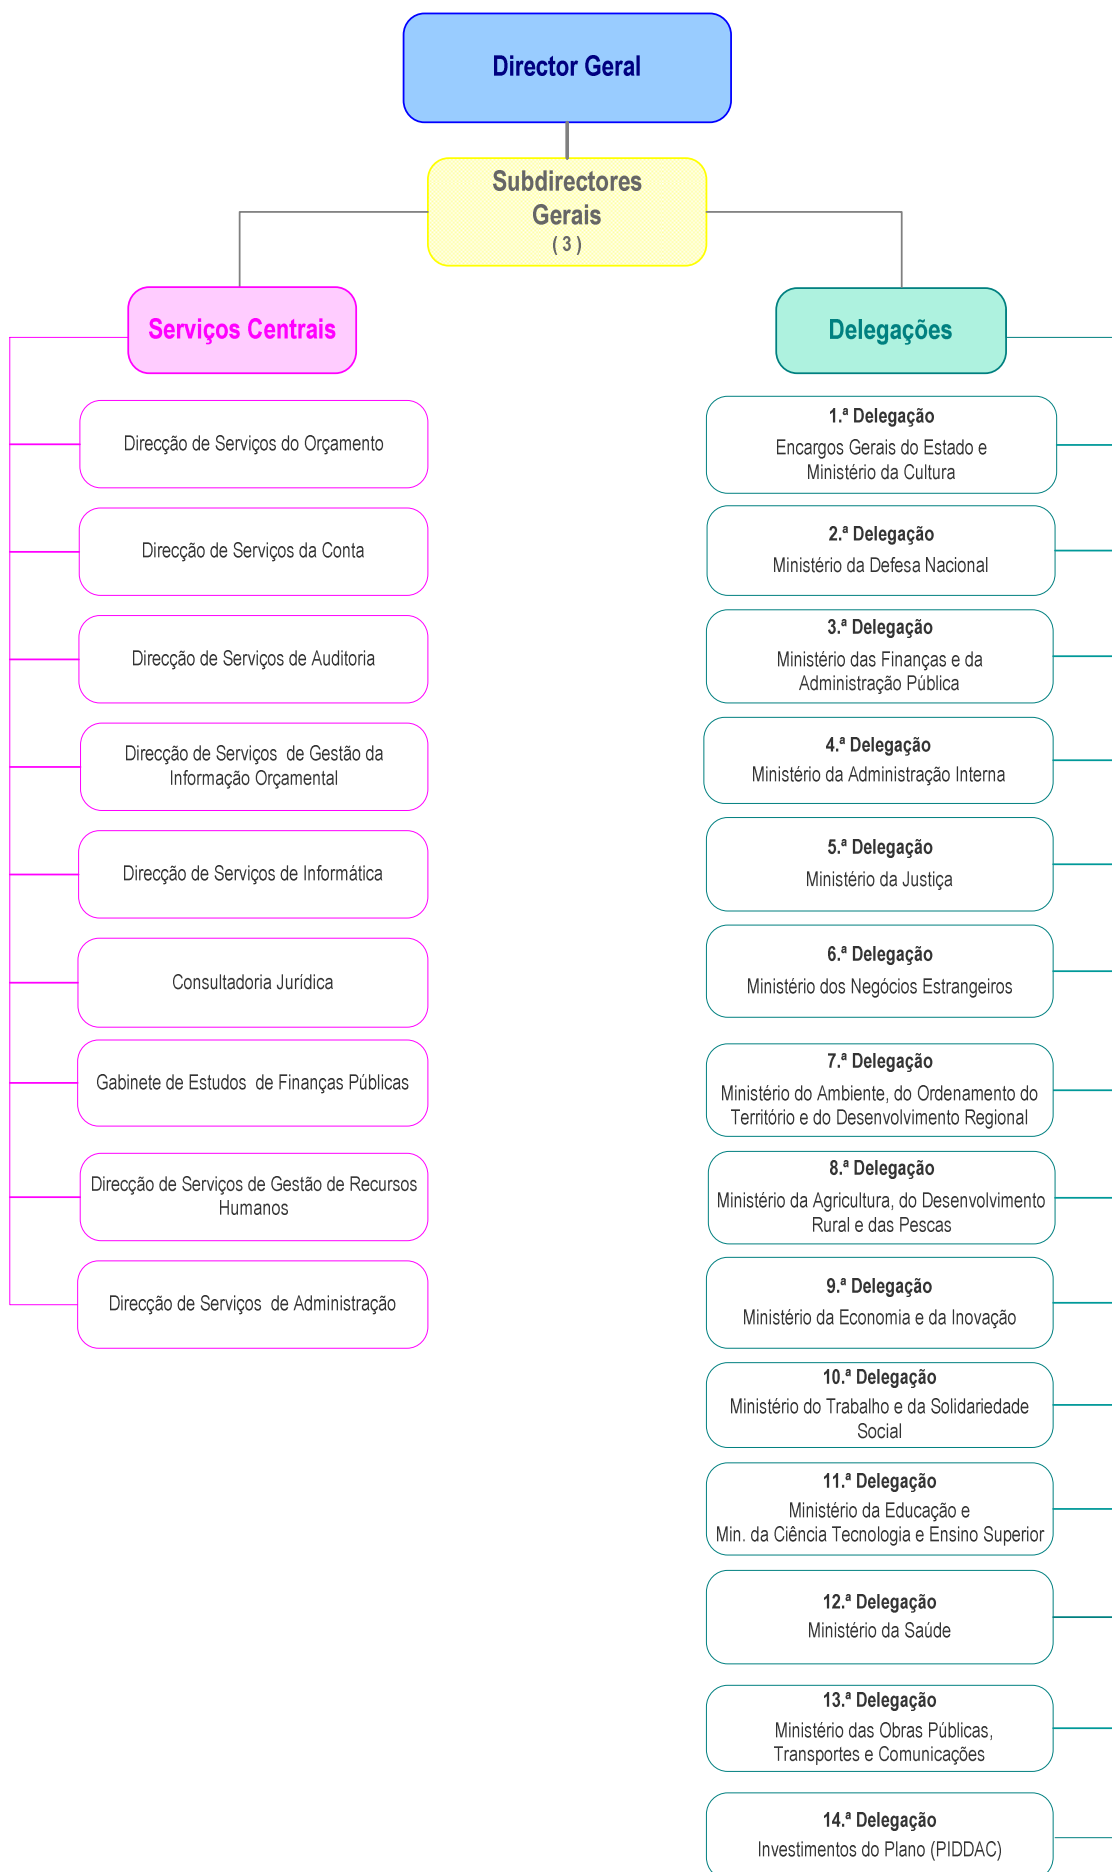 Director Geral
Subdirectores
Gerais
( 3 )
Serviços Centrais
Direcção de Serviços do Orçamento
Direcção de Serviços da Conta
Direcção de Serviços de Auditoria
Direcção de Serviços de Gestão da
Informação Orçamental
Direcção de Serviços de Informática
Consultadoria Jurídica
Gabinete de Estudos de Finanças Públicas
Direcção de Serviços de Gestão de Recursos
Humanos
Direcção de Serviços de Administração
Delegações
1.ª Delegação
Encargos Gerais do Estado e
Ministério da Cultura
2.ª Delegação
Ministério da Defesa Nacional
3.ª Delegação
Ministério das Finanças e da
Administração Pública
4.ª Delegação
Ministério da Administração Interna
5.ª Delegação
Ministério da Justiça
6.ª Delegação
Ministério dos Negócios Estrangeiros
7.ª Delegação
Ministério do Ambiente, do Ordenamento do
Território e do Desenvolvimento Regional
8.ª Delegação
Ministério da Agricultura, do Desenvolvimento
Rural e das Pescas
9.ª Delegação
Ministério da Economia e da Inovação
10.ª Delegação
Ministério do Trabalho e da Solidariedade
Social
11.ª Delegação
Ministério da Educação e
Min. da Ciência Tecnologia e Ensino Superior
12.ª Delegação
Ministério da Saúde
13.ª Delegação
Ministério das Obras Públicas,
Transportes e Comunicações
14.ª Delegação
Investimentos do Plano (PIDDAC)